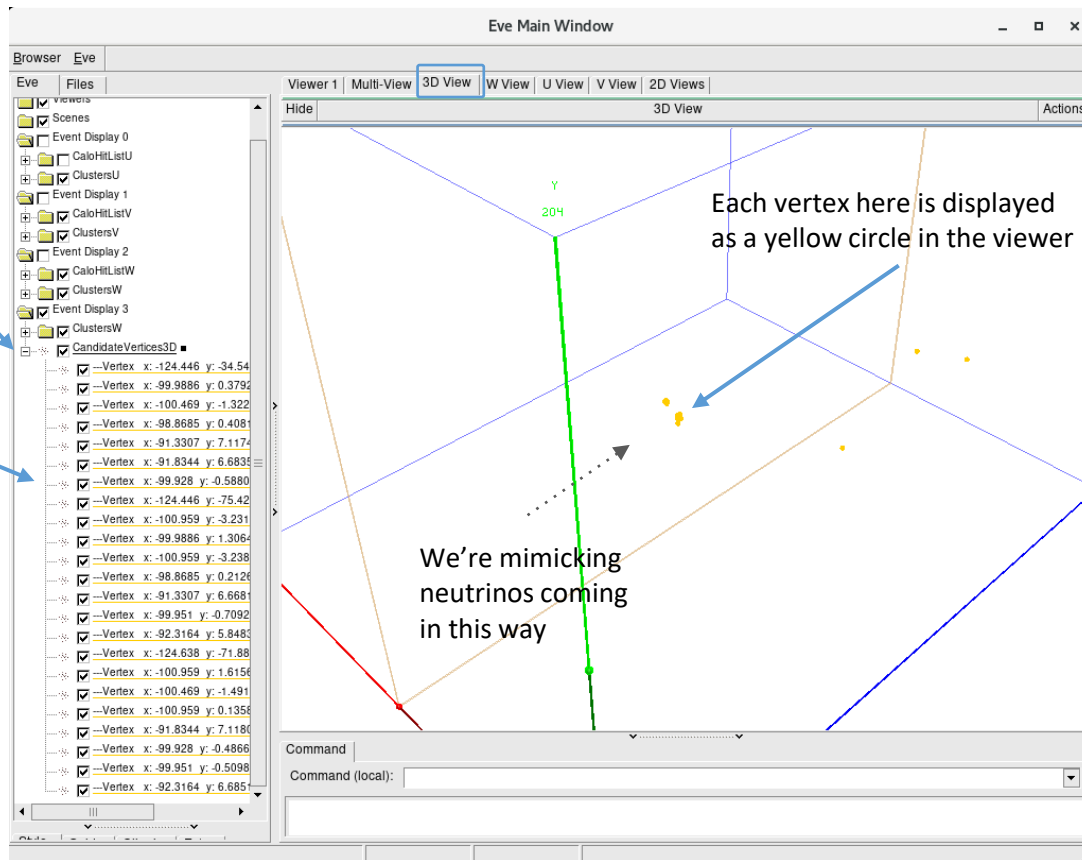 Eve Main Window
Browser Eve
Eve Files
Viewer 1 Multi-View 3D View W View U View V View 2D Views
Hide 3D View Actions
Viewers
Scenes
Event Display 0
CaloHitListU
ClustersU
Event Display 1
CaloHitListV
ClustersV
Event Display 2
CaloHitListW
ClustersW
Event Display 3
ClustersW
CandidateVertices3D
---Vertex x: -124.446 y: -34.54
---Vertex x: -99.9886 y: 0.3792
---Vertex x: -100.469 y: -1.322
---Vertex x: -98.8685 y: 0.4081
---Vertex x: -91.3307 y: 7.1174
---Vertex x: -91.8344 y: 6.6835
---Vertex x: -99.928 y: -0.5880
---Vertex x: -124.446 y: -75.42
---Vertex x: -100.959 y: -3.231
---Vertex x: -99.9886 y: 1.3064
---Vertex x: -100.959 y: -3.238
---Vertex x: -98.8685 y: 0.2126
---Vertex x: -91.3307 y: 6.6681
---Vertex x: -99.951 y: -0.7092
---Vertex x: -92.3164 y: 5.8483
---Vertex x: -124.638 y: -71.88
---Vertex x: -100.959 y: 1.6156
---Vertex x: -100.469 y: -1.491
---Vertex x: -100.959 y: 0.1358
---Vertex x: -91.8344 y: 7.1180
---Vertex x: -99.928 y: -0.4866
---Vertex x: -99.951 y: -0.5098
---Vertex x: -92.3164 y: 6.6851
Y
204
Each vertex here is displayed
as a yellow circle in the viewer
We're mimicking
neutrinos coming
in this way
Command
Command (local):